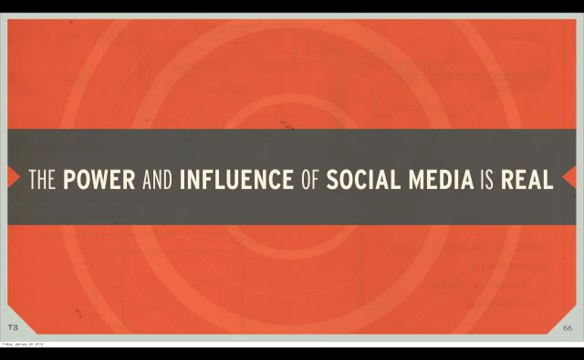 THE POWER AND INFLUENCE OF SOCIAL MEDIA IS REAL
T3
66